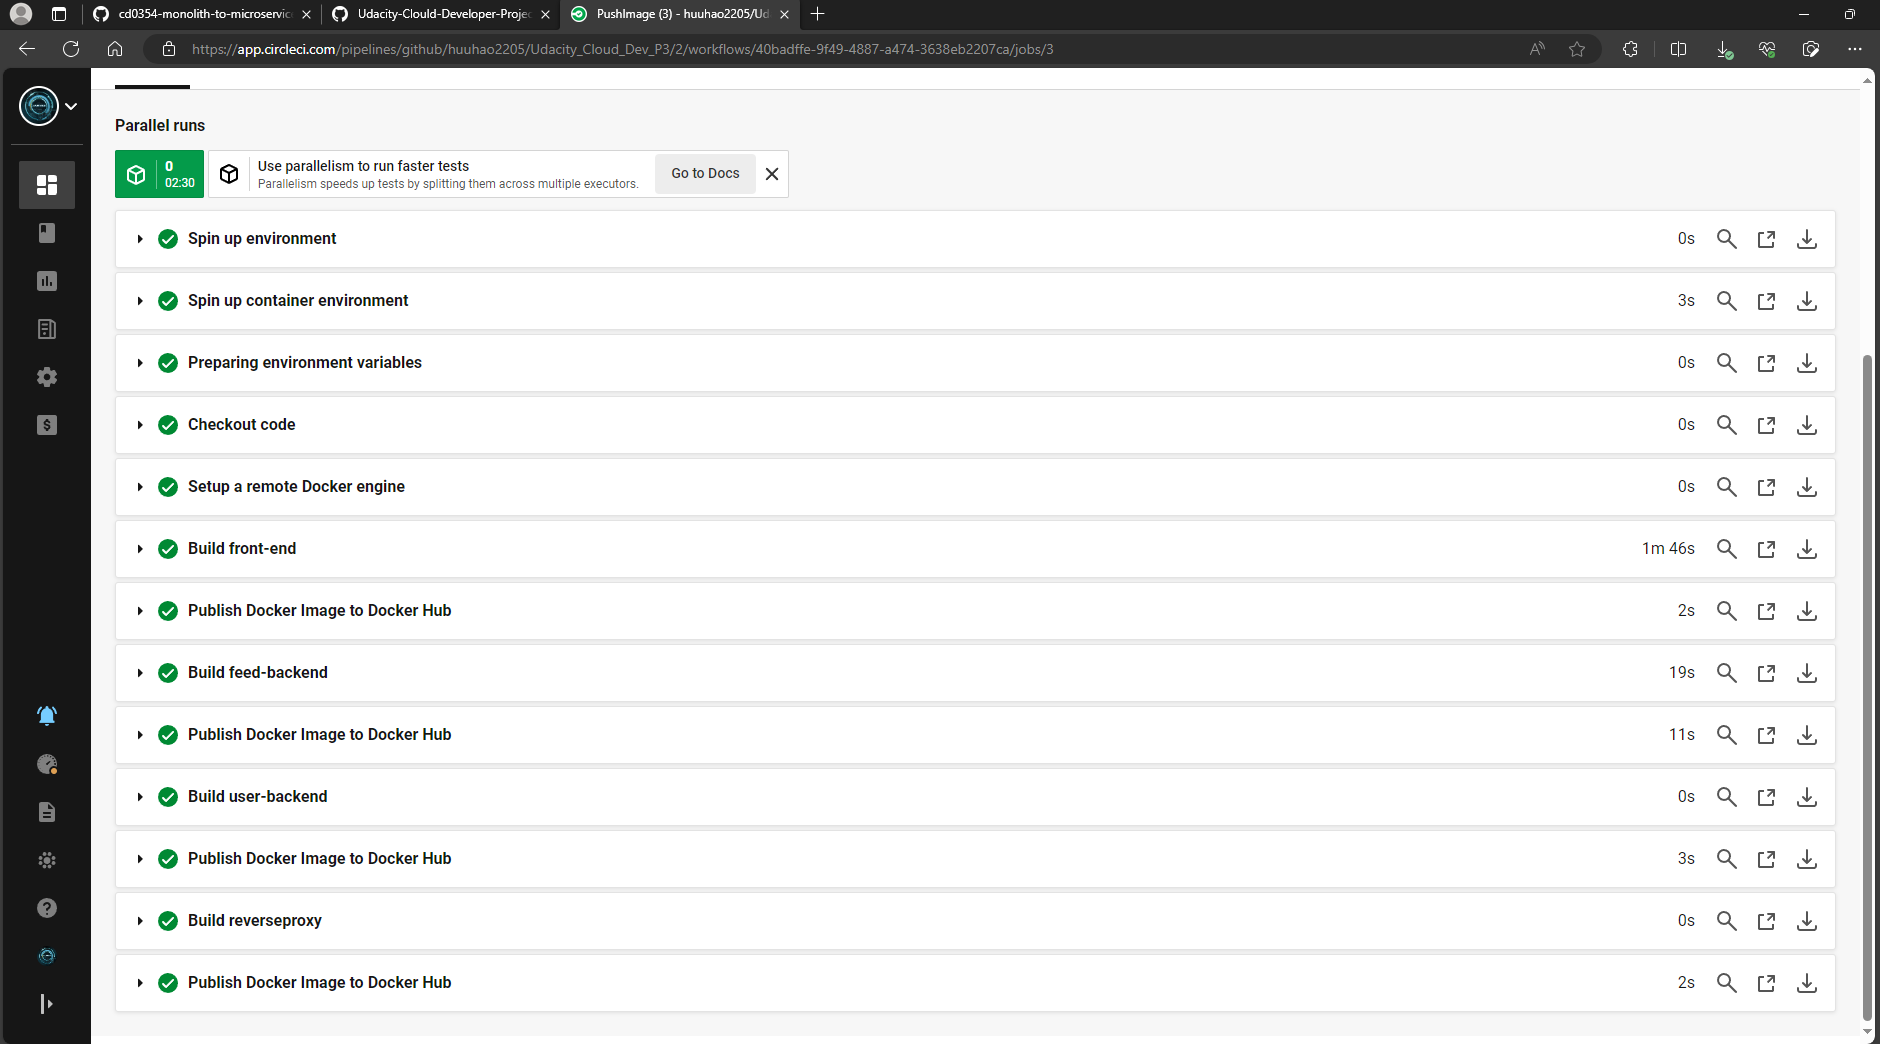 cd0354-monolith-to-microservic
Udacity-Clould-Developer-Projec
PushImage (3) - huuhao2205/Ud
https://app.circleci.com/pipelines/github/huuhao2205/Udacity_Cloud_Dev_P3/2/workflows/40badffe-9f49-4887-a474-3638eb2207ca/jobs/3
Parallel runs
0
02:30
Use parallelism to run faster tests
Parallelism speeds up tests by splitting them across multiple executors.
Go to Docs
Spin up environment 0s
Spin up container environment 3s
Preparing environment variables 0s
Checkout code 0s
Setup a remote Docker engine 0s
Build front-end 1m 46s
Publish Docker Image to Docker Hub 2s
Build feed-backend 19s
Publish Docker Image to Docker Hub 11s
Build user-backend 0s
Publish Docker Image to Docker Hub 3s
Build reverseproxy 0s
Publish Docker Image to Docker Hub 2s